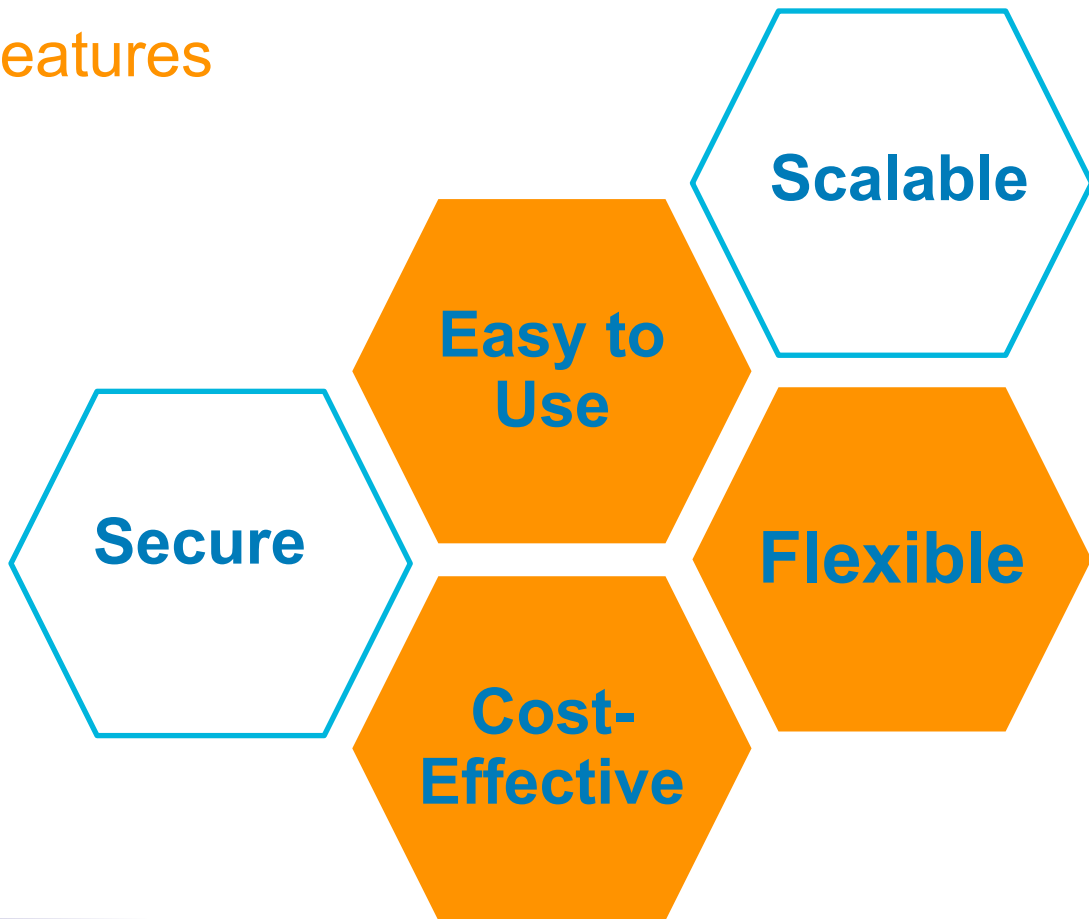 eatures
Scalable
Easy to
Use
Secure
Flexible
Cost-
Effective